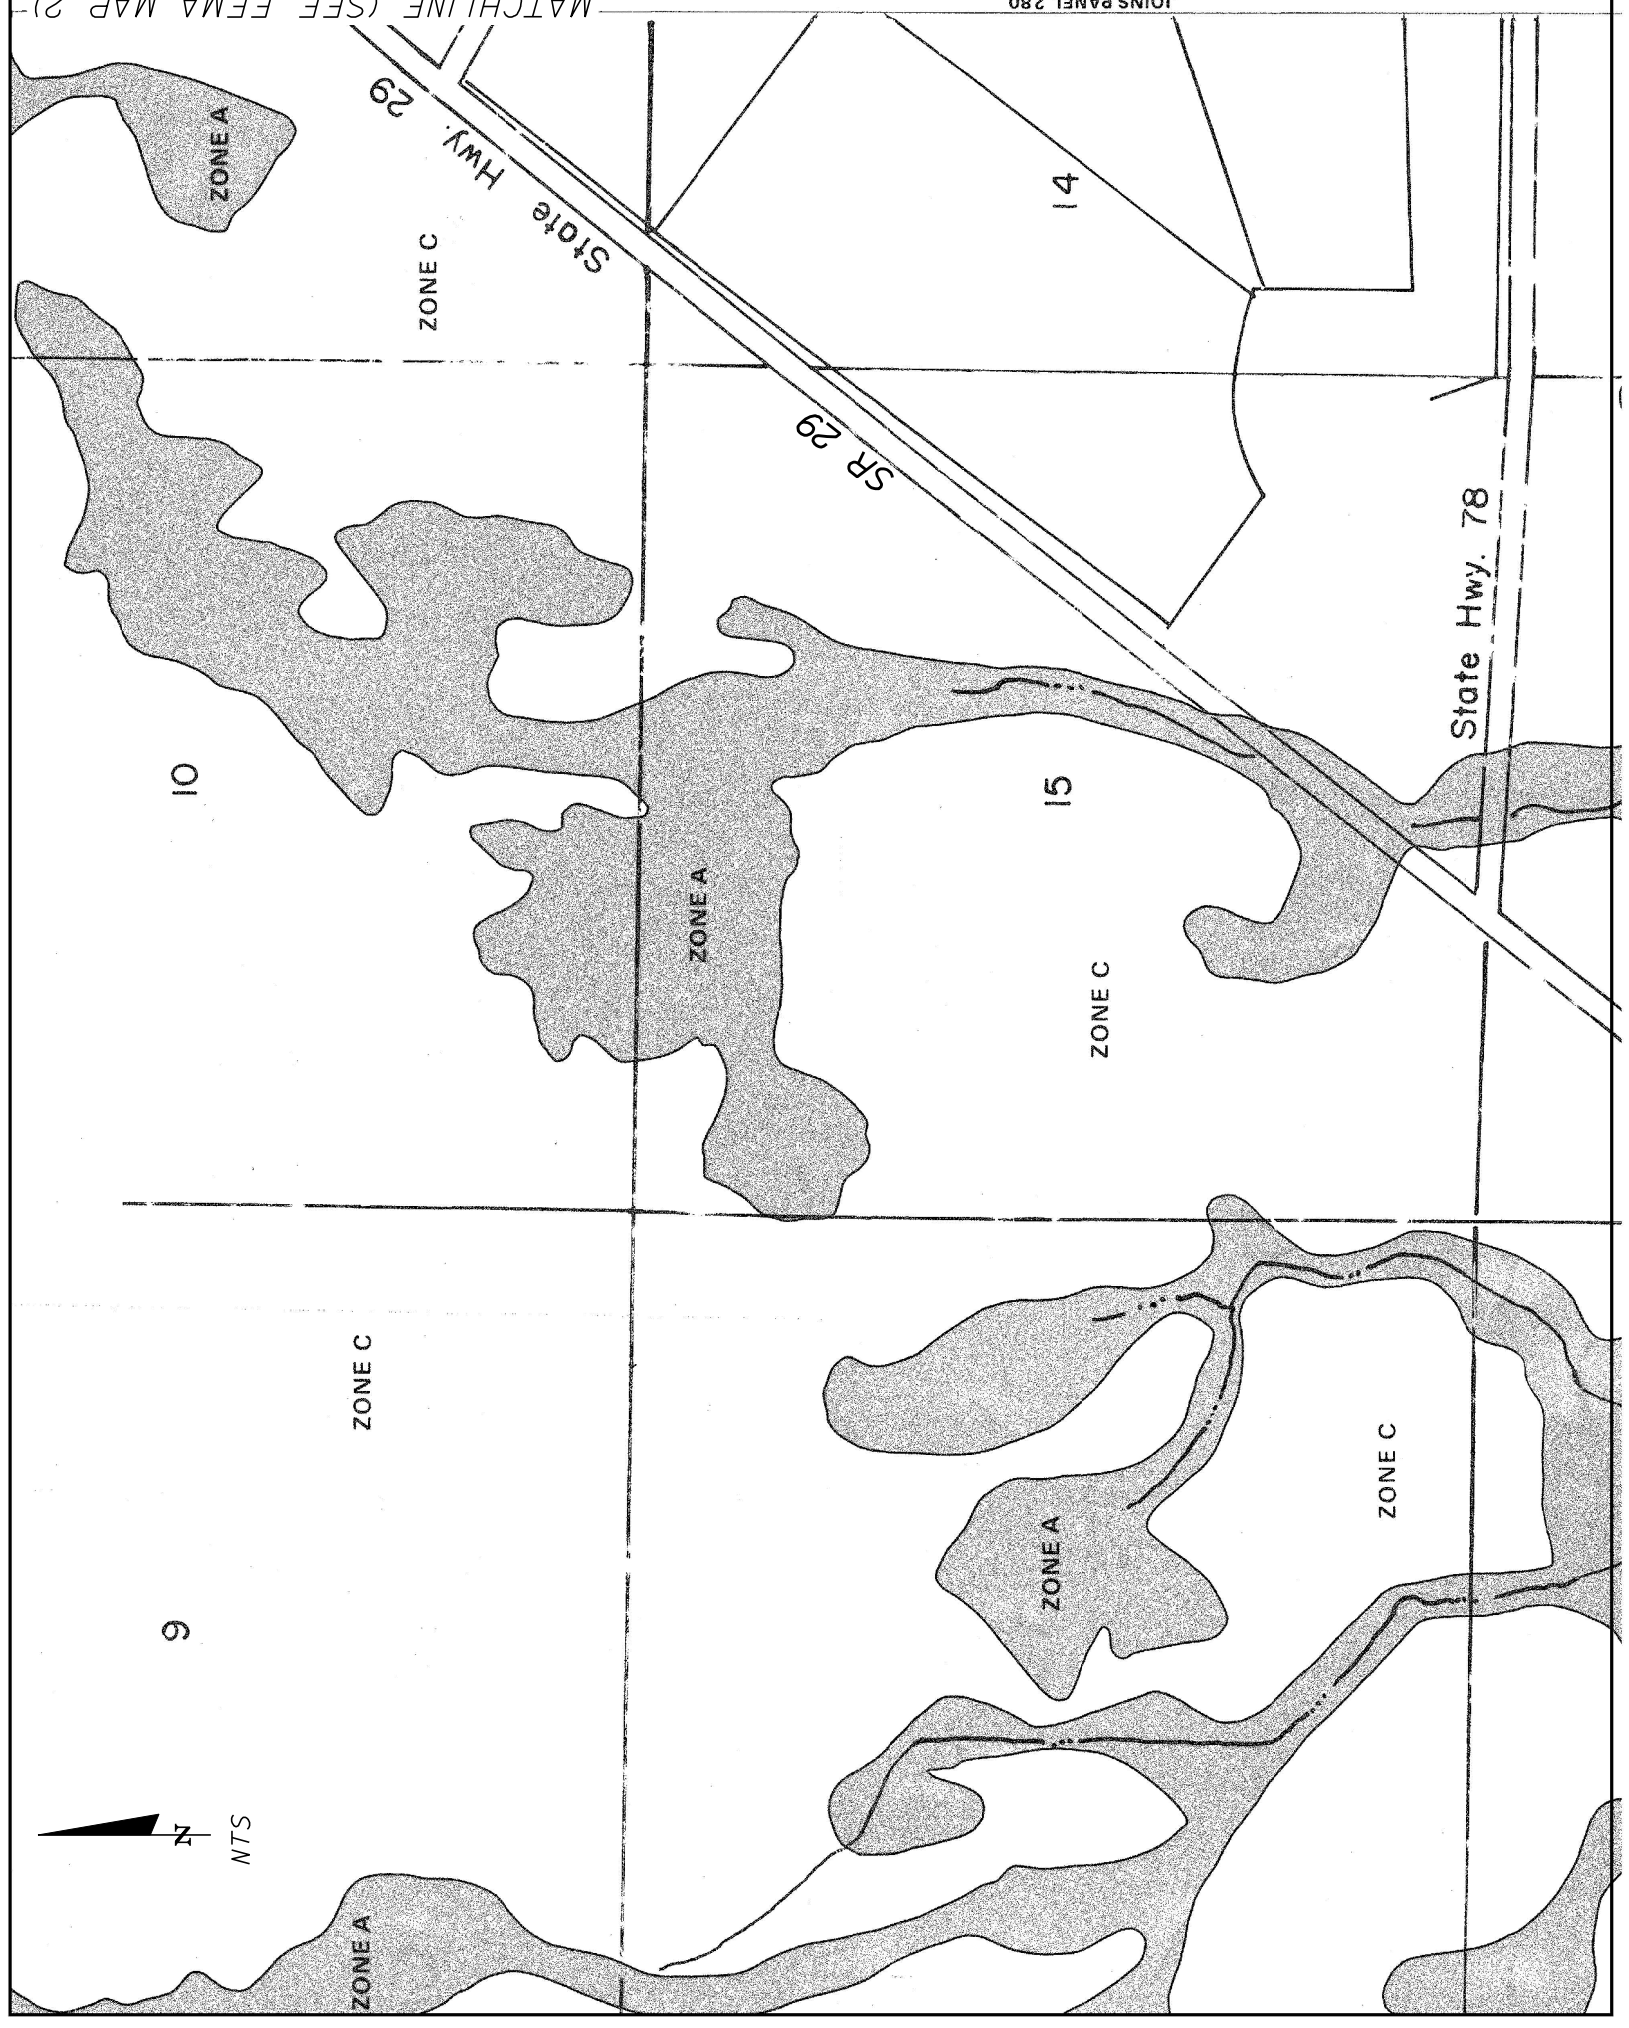 MATCHLINE (SEE FEMA MAP 2)
JOINS PANEL 280
ZONE A
State Hwy. 29
ZONE C
14
SR 29
State Hwy. 78
10
15
ZONE A
ZONE C
ZONE C
ZONE C
ZONE A
9
N
NTS
ZONE A